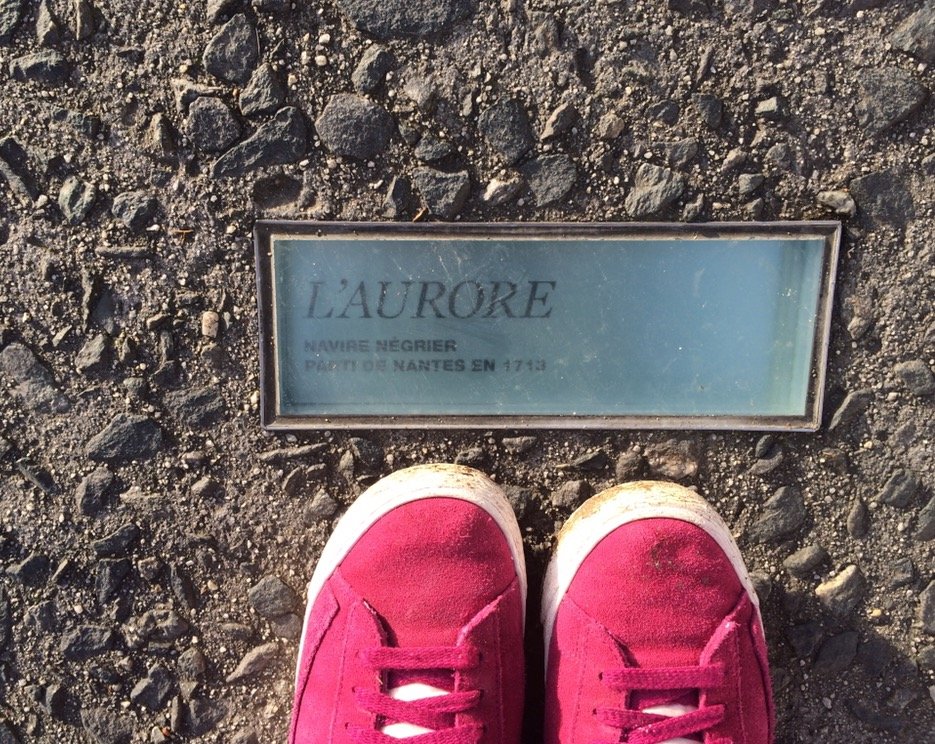 L'AURORE
NAVIRE NÉGRIER
PARTI DE NANTES EN 1713